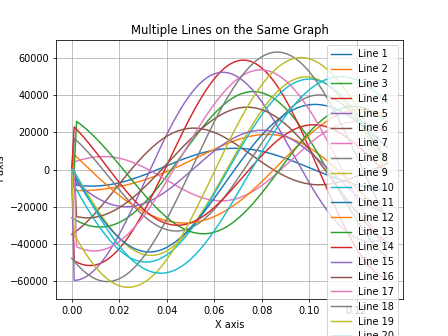 Multiple Lines on the Same Graph
60000
40000
20000
0
−20000
−40000
−60000
0.00
0.02
0.04
0.06
0.08
0.10
X axis
Line 1
Line 2
Line 3
Line 4
Line 5
Line 6
Line 7
Line 8
Line 9
Line 10
Line 11
Line 12
Line 13
Line 14
Line 15
Line 16
Line 17
Line 18
Line 19
Line 20